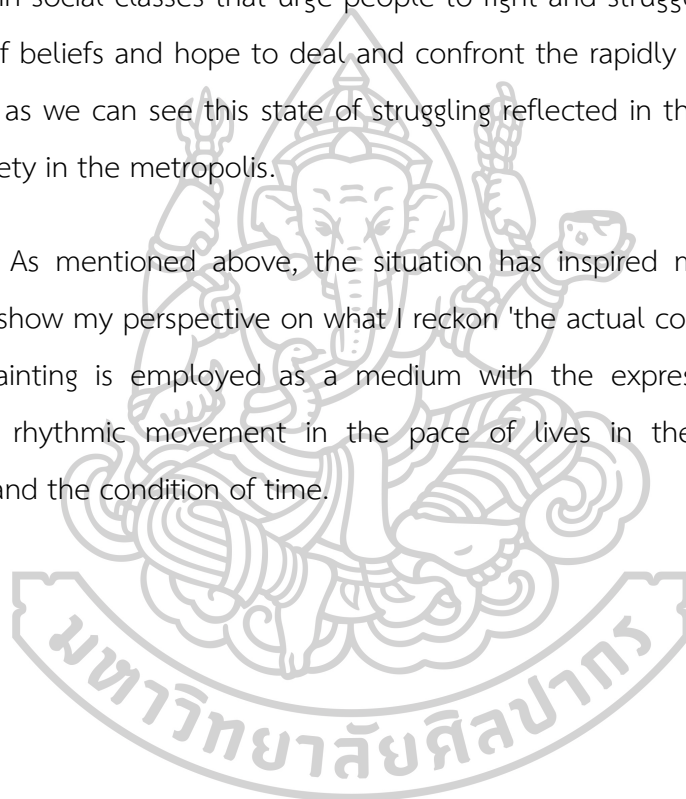 in social classes that urge people to fight and struggle
f beliefs and hope to deal and confront the rapidly
as we can see this state of struggling reflected in th
ety in the metropolis.
As mentioned above, the situation has inspired
show my perspective on what I reckon 'the actual co
ainting is employed as a medium with the expres
rhythmic movement in the pace of lives in the
and the condition of time.
มหาวิทยาลัยศิลปากร